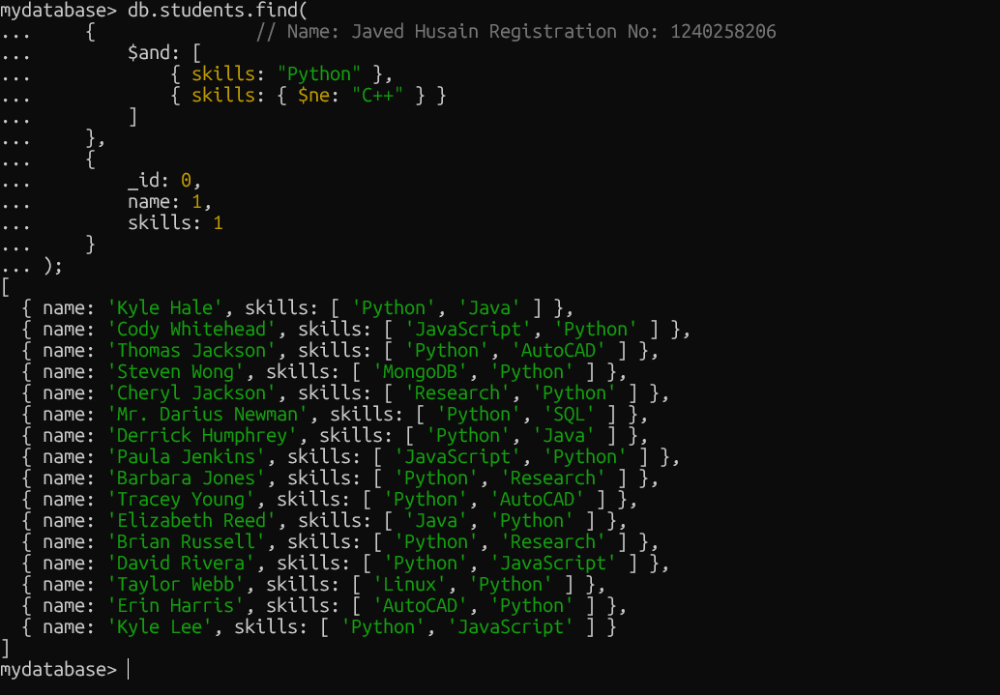 mydatabase> db.students.find(
...     {               // Name: Javed Husain Registration No: 1240258206
...         $and: [
...             { skills: "Python" },
...             { skills: { $ne: "C++" } }
...         ]
...     },
...     {
...         _id: 0,
...         name: 1,
...         skills: 1
...     }
... );
[
  { name: 'Kyle Hale', skills: [ 'Python', 'Java' ] },
  { name: 'Cody Whitehead', skills: [ 'JavaScript', 'Python' ] },
  { name: 'Thomas Jackson', skills: [ 'Python', 'AutoCAD' ] },
  { name: 'Steven Wong', skills: [ 'MongoDB', 'Python' ] },
  { name: 'Cheryl Jackson', skills: [ 'Research', 'Python' ] },
  { name: 'Mr. Darius Newman', skills: [ 'Python', 'SQL' ] },
  { name: 'Derrick Humphrey', skills: [ 'Python', 'Java' ] },
  { name: 'Paula Jenkins', skills: [ 'JavaScript', 'Python' ] },
  { name: 'Barbara Jones', skills: [ 'Python', 'Research' ] },
  { name: 'Tracey Young', skills: [ 'Python', 'AutoCAD' ] },
  { name: 'Elizabeth Reed', skills: [ 'Java', 'Python' ] },
  { name: 'Brian Russell', skills: [ 'Python', 'Research' ] },
  { name: 'David Rivera', skills: [ 'Python', 'JavaScript' ] },
  { name: 'Taylor Webb', skills: [ 'Linux', 'Python' ] },
  { name: 'Erin Harris', skills: [ 'AutoCAD', 'Python' ] },
  { name: 'Kyle Lee', skills: [ 'Python', 'JavaScript' ] }
]
mydatabase>